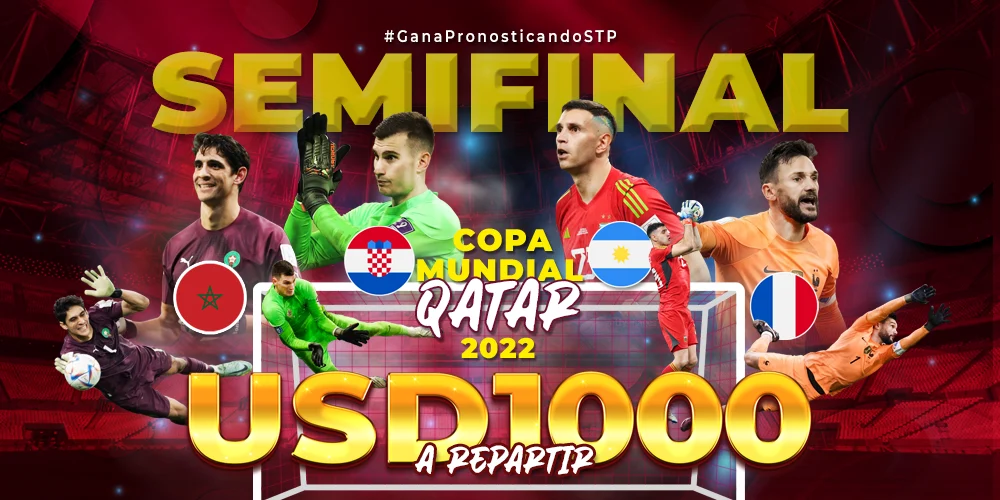 #GanaPronosticandoSTP
SEMIFINAL
COPA
MUNDIAL
QATAR
2022
USD1000
A REPARTIR